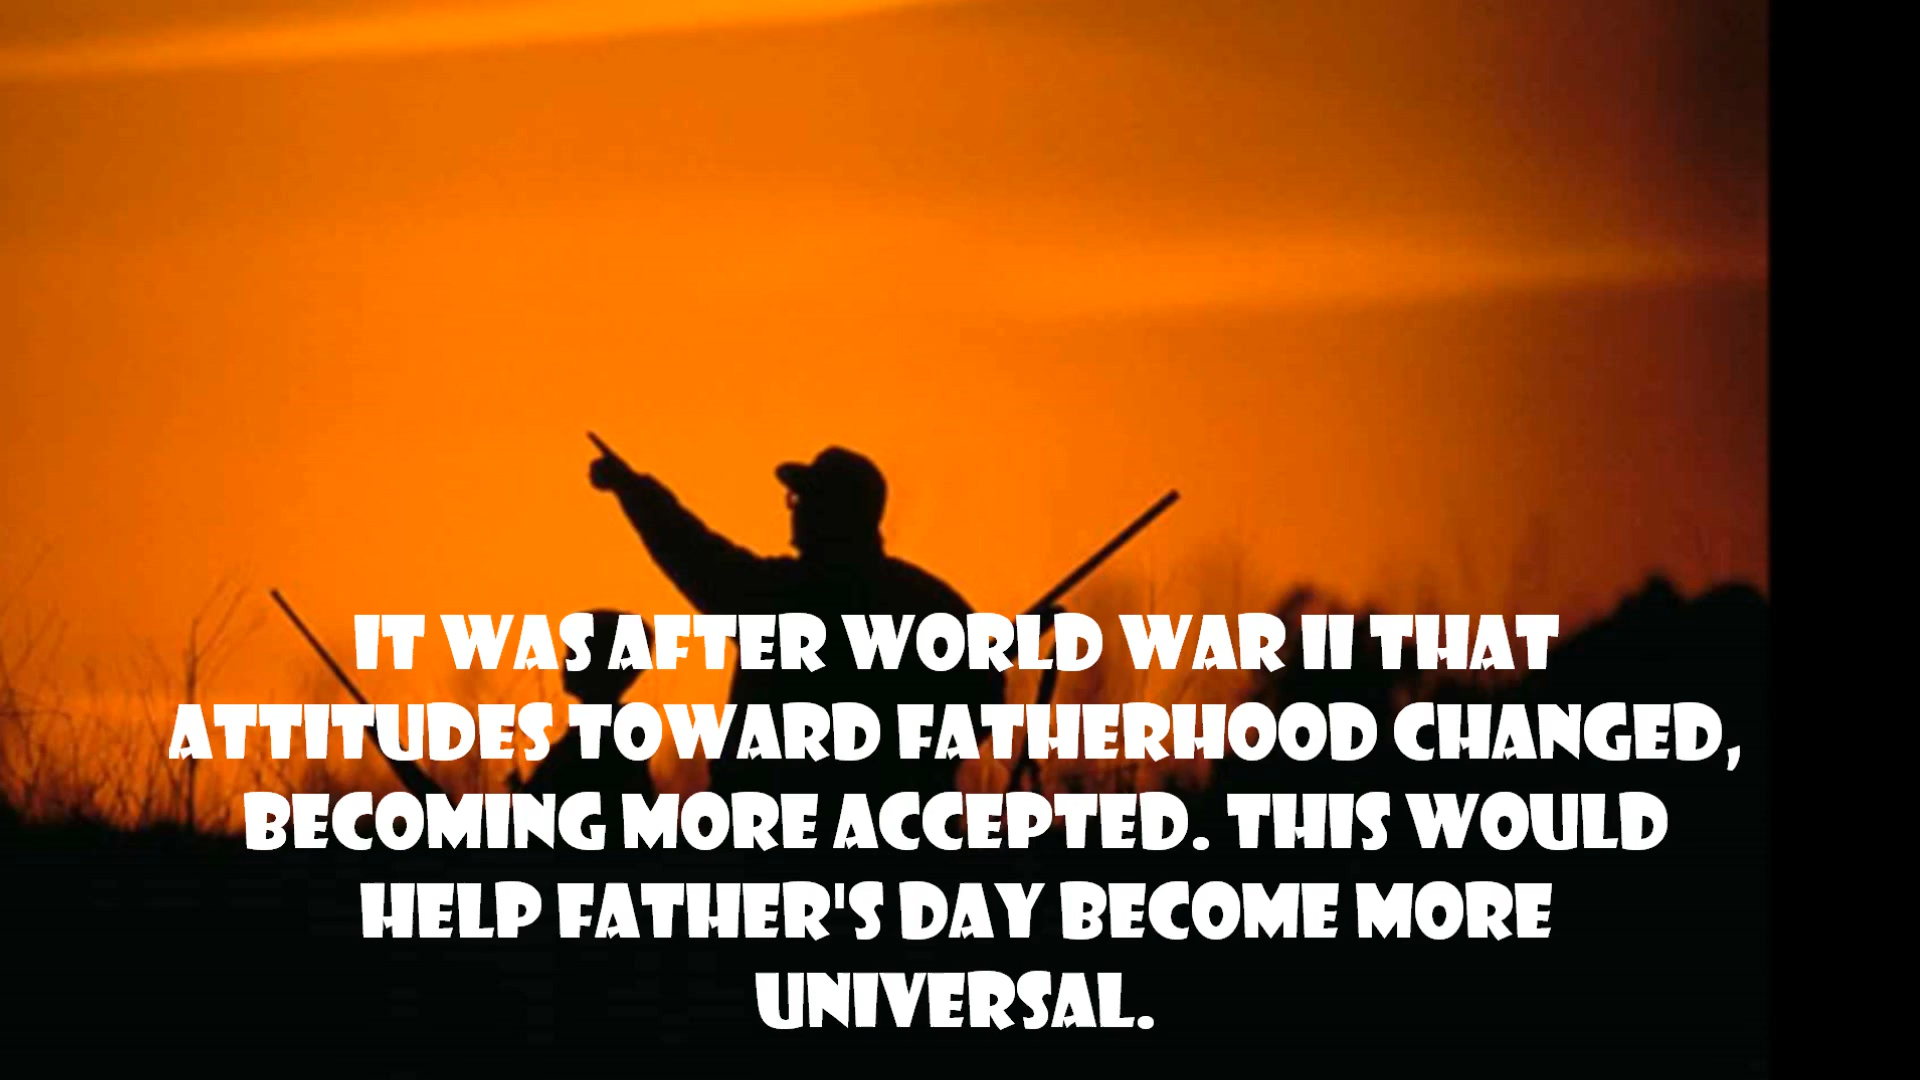 IT WAS AFTER WORLD WAR II THAT
ATTITUDES TOWARD FATHERHOOD CHANGED,
BECOMING MORE ACCEPTED. THIS WOULD
HELP FATHER'S DAY BECOME MORE
UNIVERSAL.